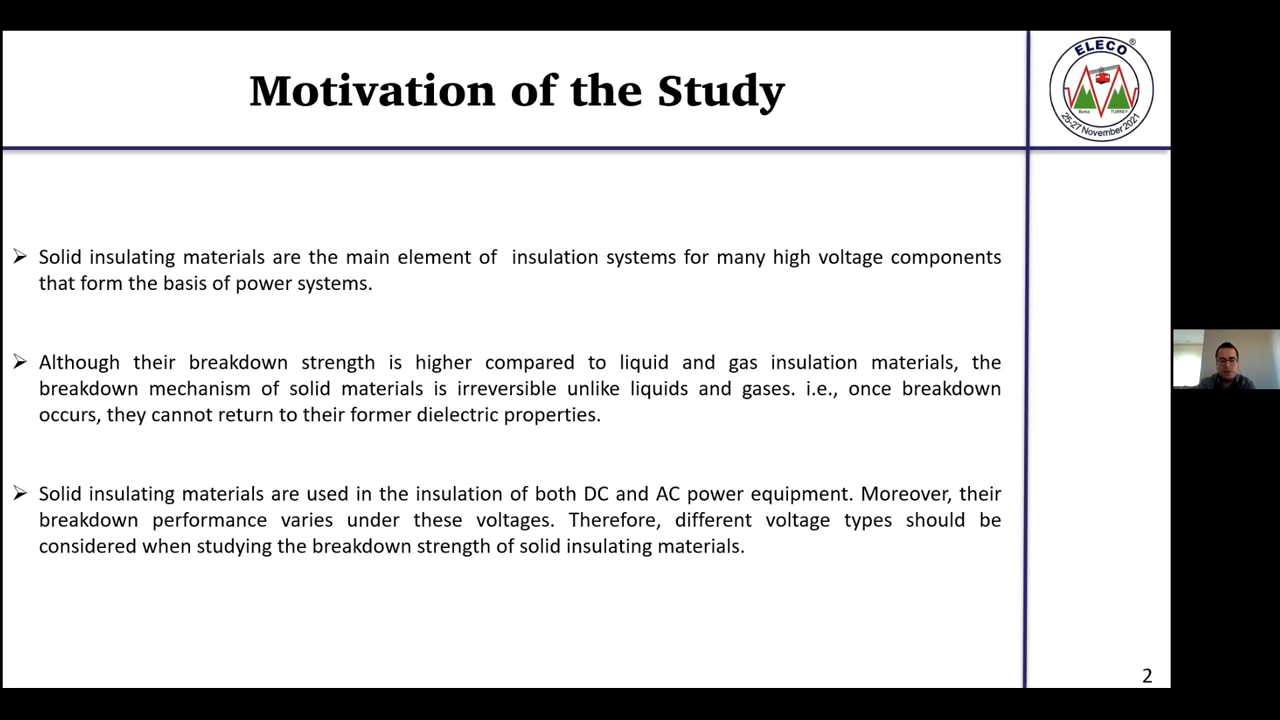 Motivation of the Study
ELECO®
Bursa TURKEY
25-27 November 2021
➢ Solid insulating materials are the main element of  insulation systems for many high voltage components
that form the basis of power systems.
➢ Although their breakdown strength is higher compared to liquid and gas insulation materials, the
breakdown mechanism of solid materials is irreversible unlike liquids and gases. i.e., once breakdown
occurs, they cannot return to their former dielectric properties.
➢ Solid insulating materials are used in the insulation of both DC and AC power equipment. Moreover, their
breakdown performance varies under these voltages. Therefore, different voltage types should be
considered when studying the breakdown strength of solid insulating materials.
2